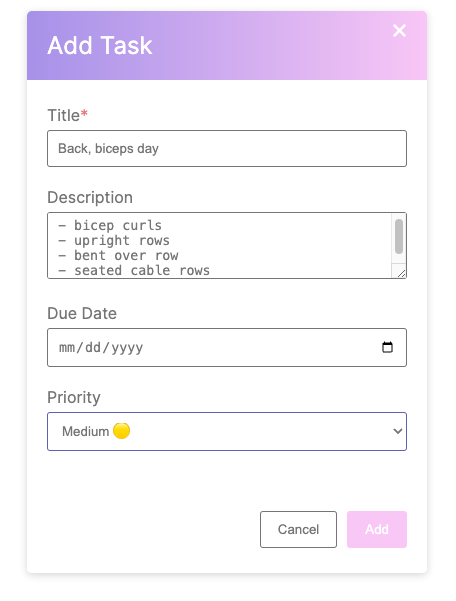 Add Task
Title*
Back, biceps day
Description
– bicep curls
– upright rows
– bent over row
– seated cable rows
Due Date
mm/dd/yyyy
Priority
Medium
Cancel
Add